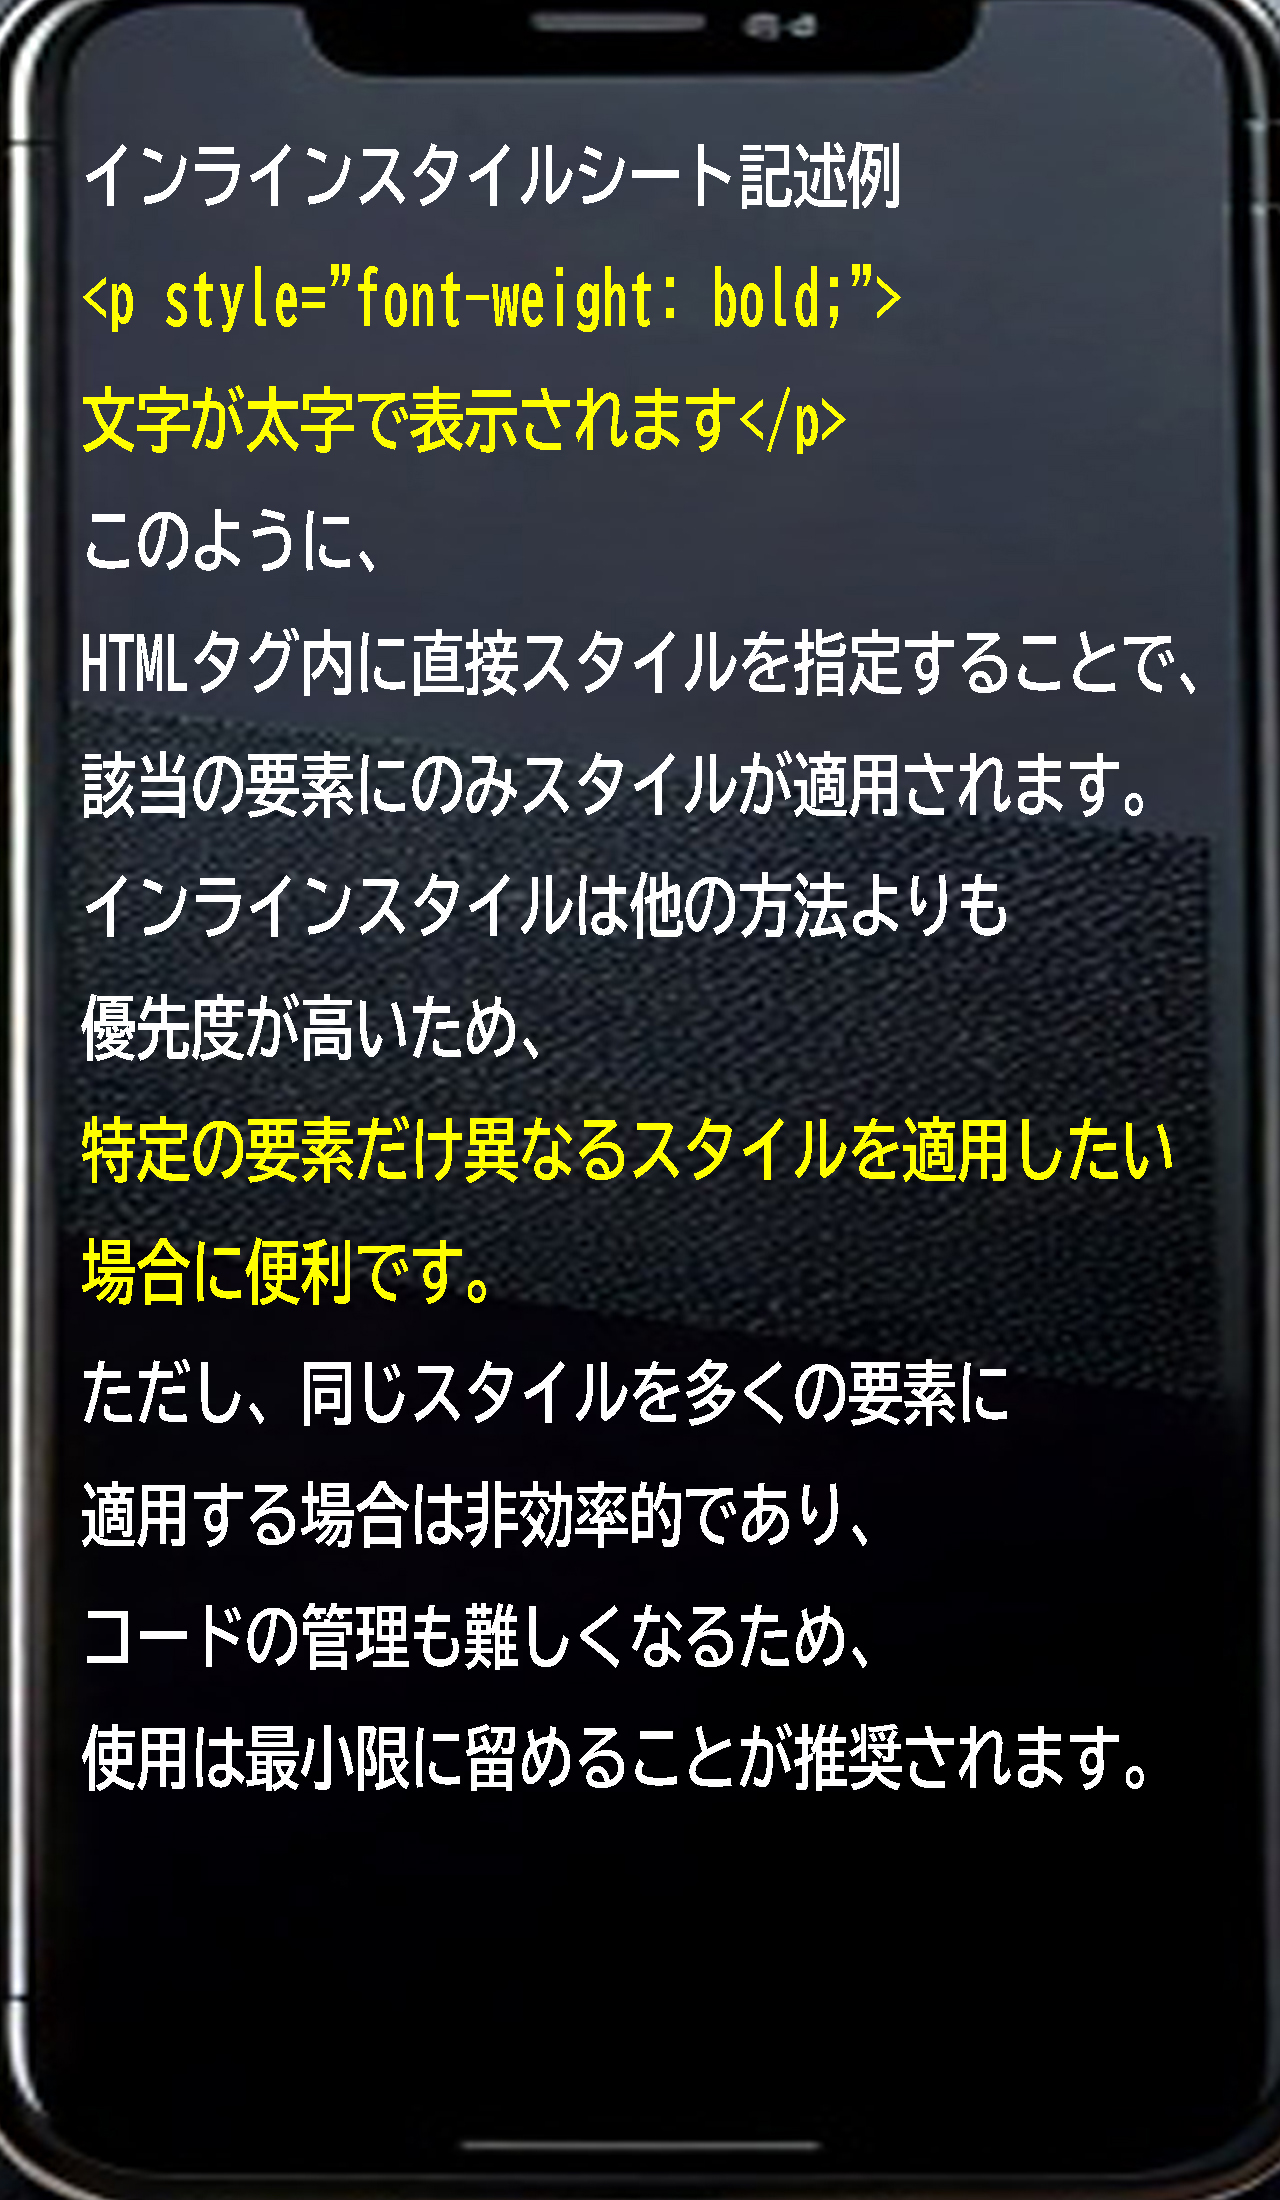 インラインスタイルシート記述例
<p style=”font-weight: bold;”>
文字が太字で表示されます</p>
このように、
HTMLタグ内に直接スタイルを指定することで、
該当の要素にのみスタイルが適用されます。
インラインスタイルは他の方法よりも
優先度が高いため、
特定の要素だけ異なるスタイルを適用したい
場合に便利です。
ただし、同じスタイルを多くの要素に
適用する場合は非効率的であり、
コードの管理も難しくなるため、
使用は最小限に留めることが推奨されます。